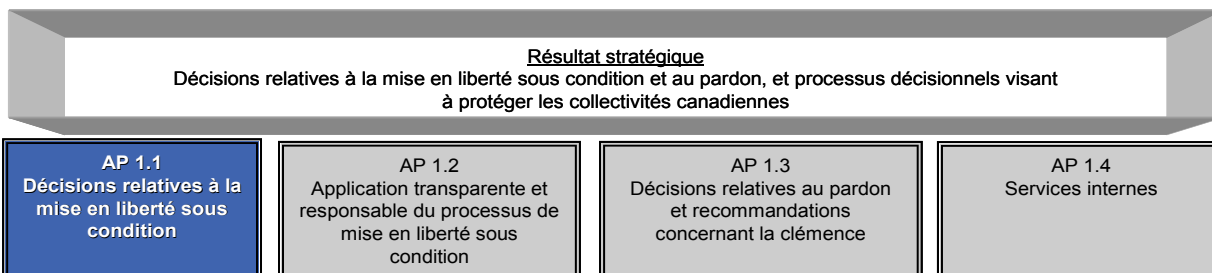 Résultat stratégique
Décisions relatives à la mise en liberté sous condition et au pardon, et processus décisionnels visant
à protéger les collectivités canadiennes
AP 1.1
Décisions relatives à la
mise en liberté sous
condition
AP 1.2
Application transparente et
responsable du processus de
mise en liberté sous
condition
AP 1.3
Décisions relatives au pardon
et recommandations
concernant la clémence
AP 1.4
Services internes